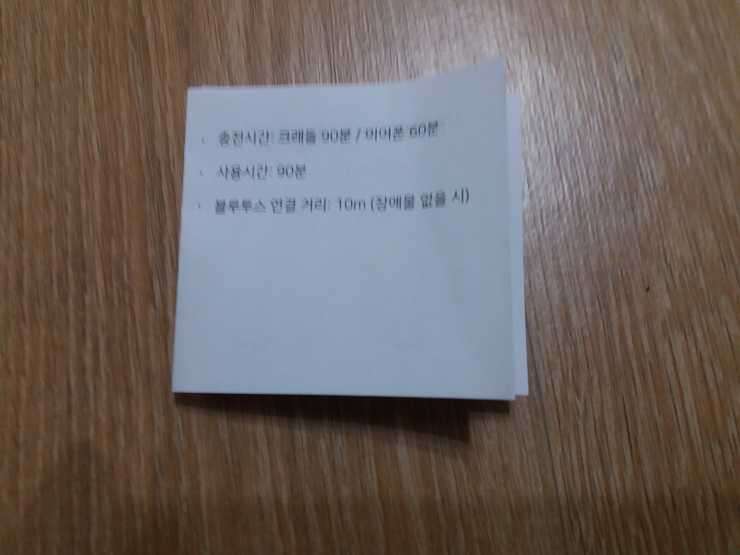 · 충전시간: 크래들 90분 / 이어폰 60분
· 사용시간: 90분
· 블루투스 연결 거리: 10m (장애물 없을 시)